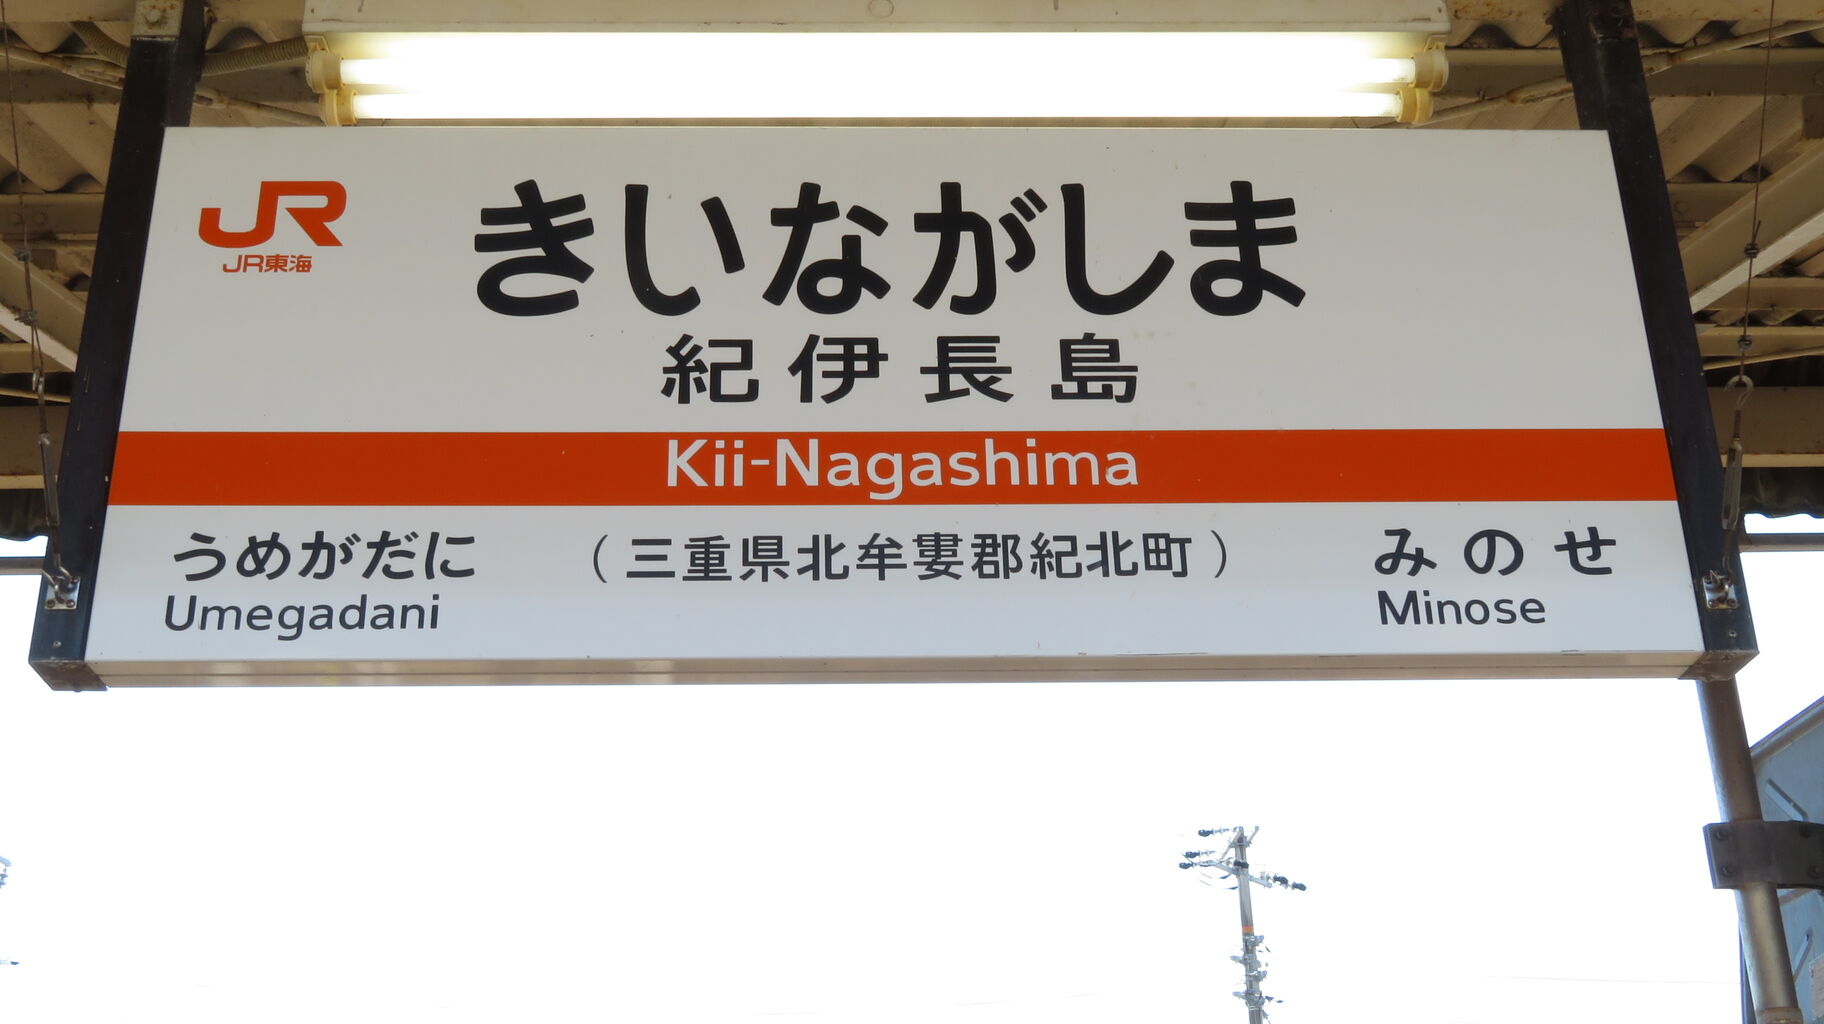 JR
JR東海
きいながしま
紀伊長島
Kii-Nagashima
うめがだに
Umegadani
（三重県北牟婁郡紀北町）
みのせ
Minose